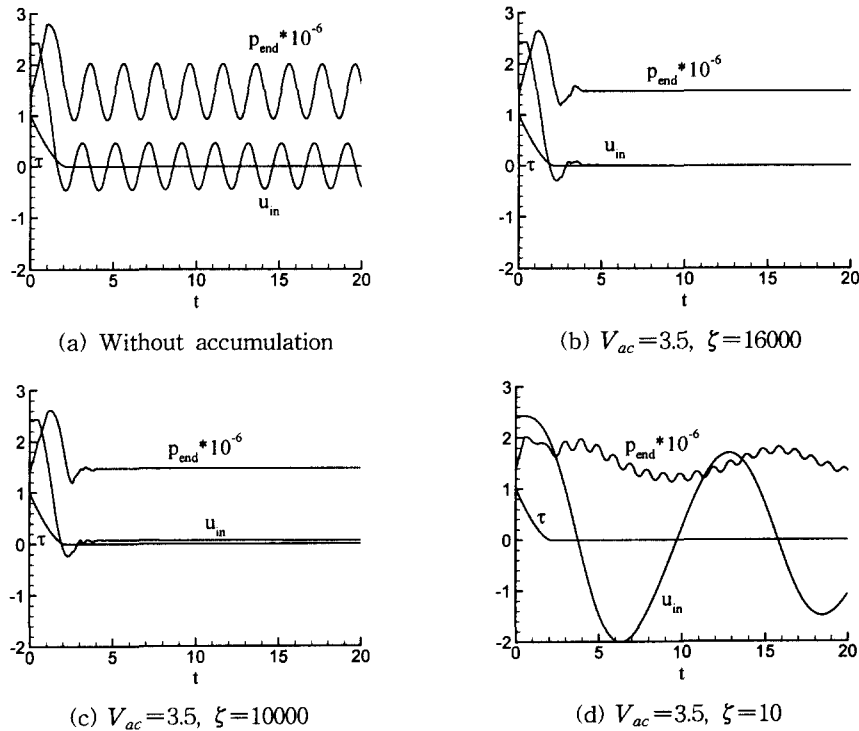 3
2
1
0
-1
-2
0 5 10 15 20
t
p_end*10^-6
τ
u_in
(a) Without accumulation
3
2
1
0
-1
-2
0 5 10 15 20
t
p_end*10^-6
τ
u_in
(b) V_ac=3.5, ζ=16000
3
2
1
0
-1
-2
0 5 10 15 20
t
p_end*10^-6
τ
u_in
(c) V_ac=3.5, ζ=10000
3
2
1
0
-1
-2
0 5 10 15 20
t
p_end*10^-6
τ
u_in
(d) V_ac=3.5, ζ=10